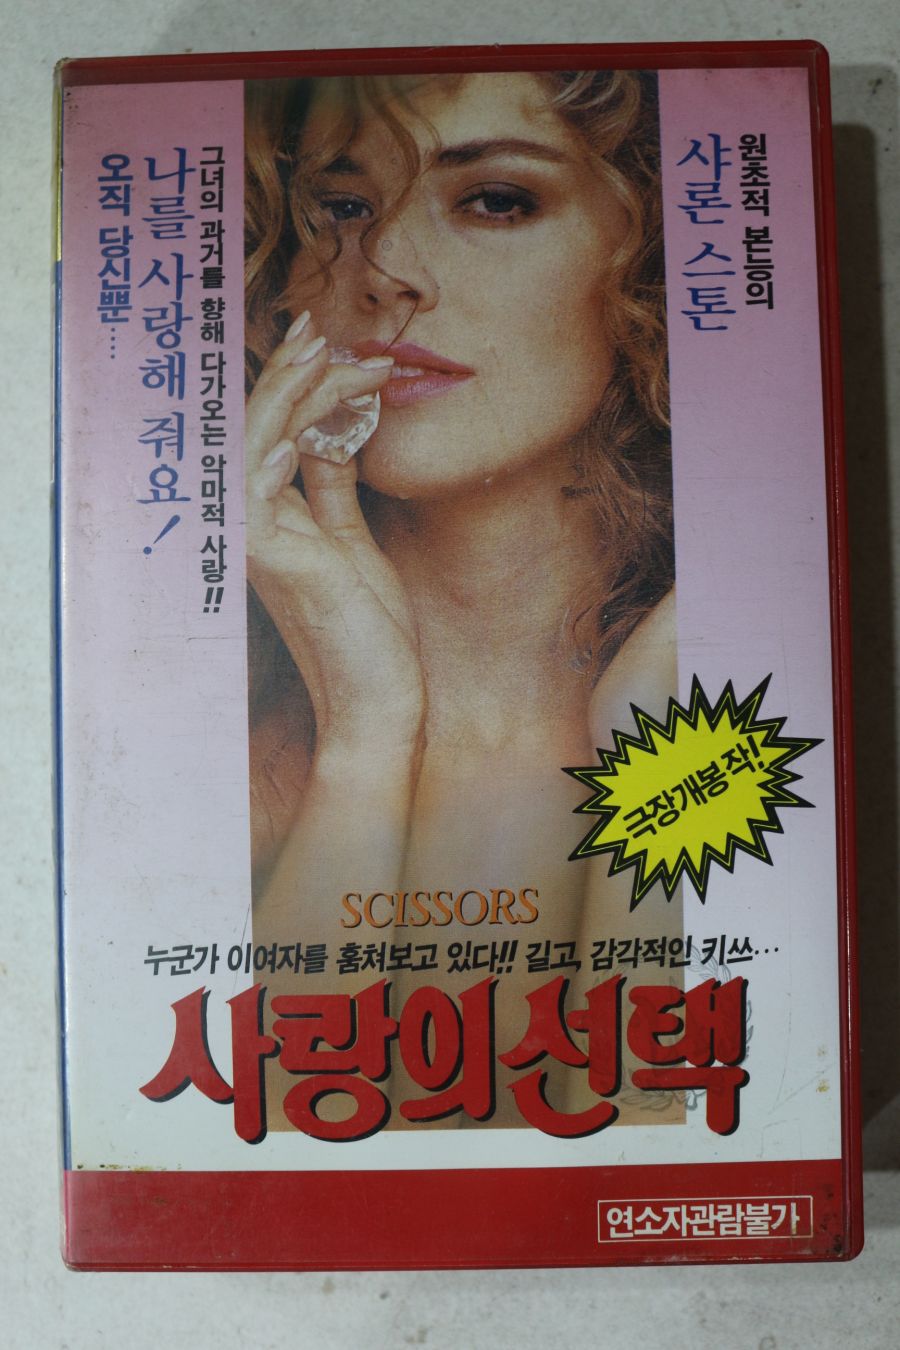 원초적 본능의
샤론 스톤
그녀의 과거를 향해 다가오는 악마적 사랑!!
나를 사랑해 줘요!
오직 당신뿐····
극장개봉작!
SCISSORS
누군가 이여자를 훔쳐보고 있다!! 길고, 감각적인 키쓰···
사랑의 선택
연소자관람불가